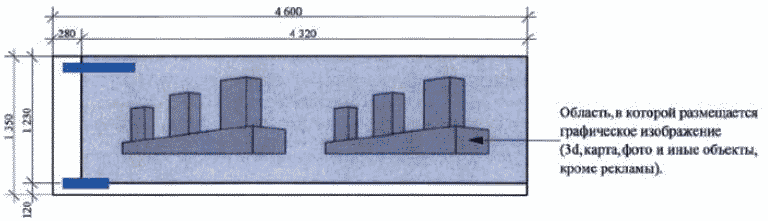 4 600
280
4 320
1 350
1 230
120
Область, в которой размещается
графическое изображение
(3d, карта, фото и иные объекты,
кроме рекламы).